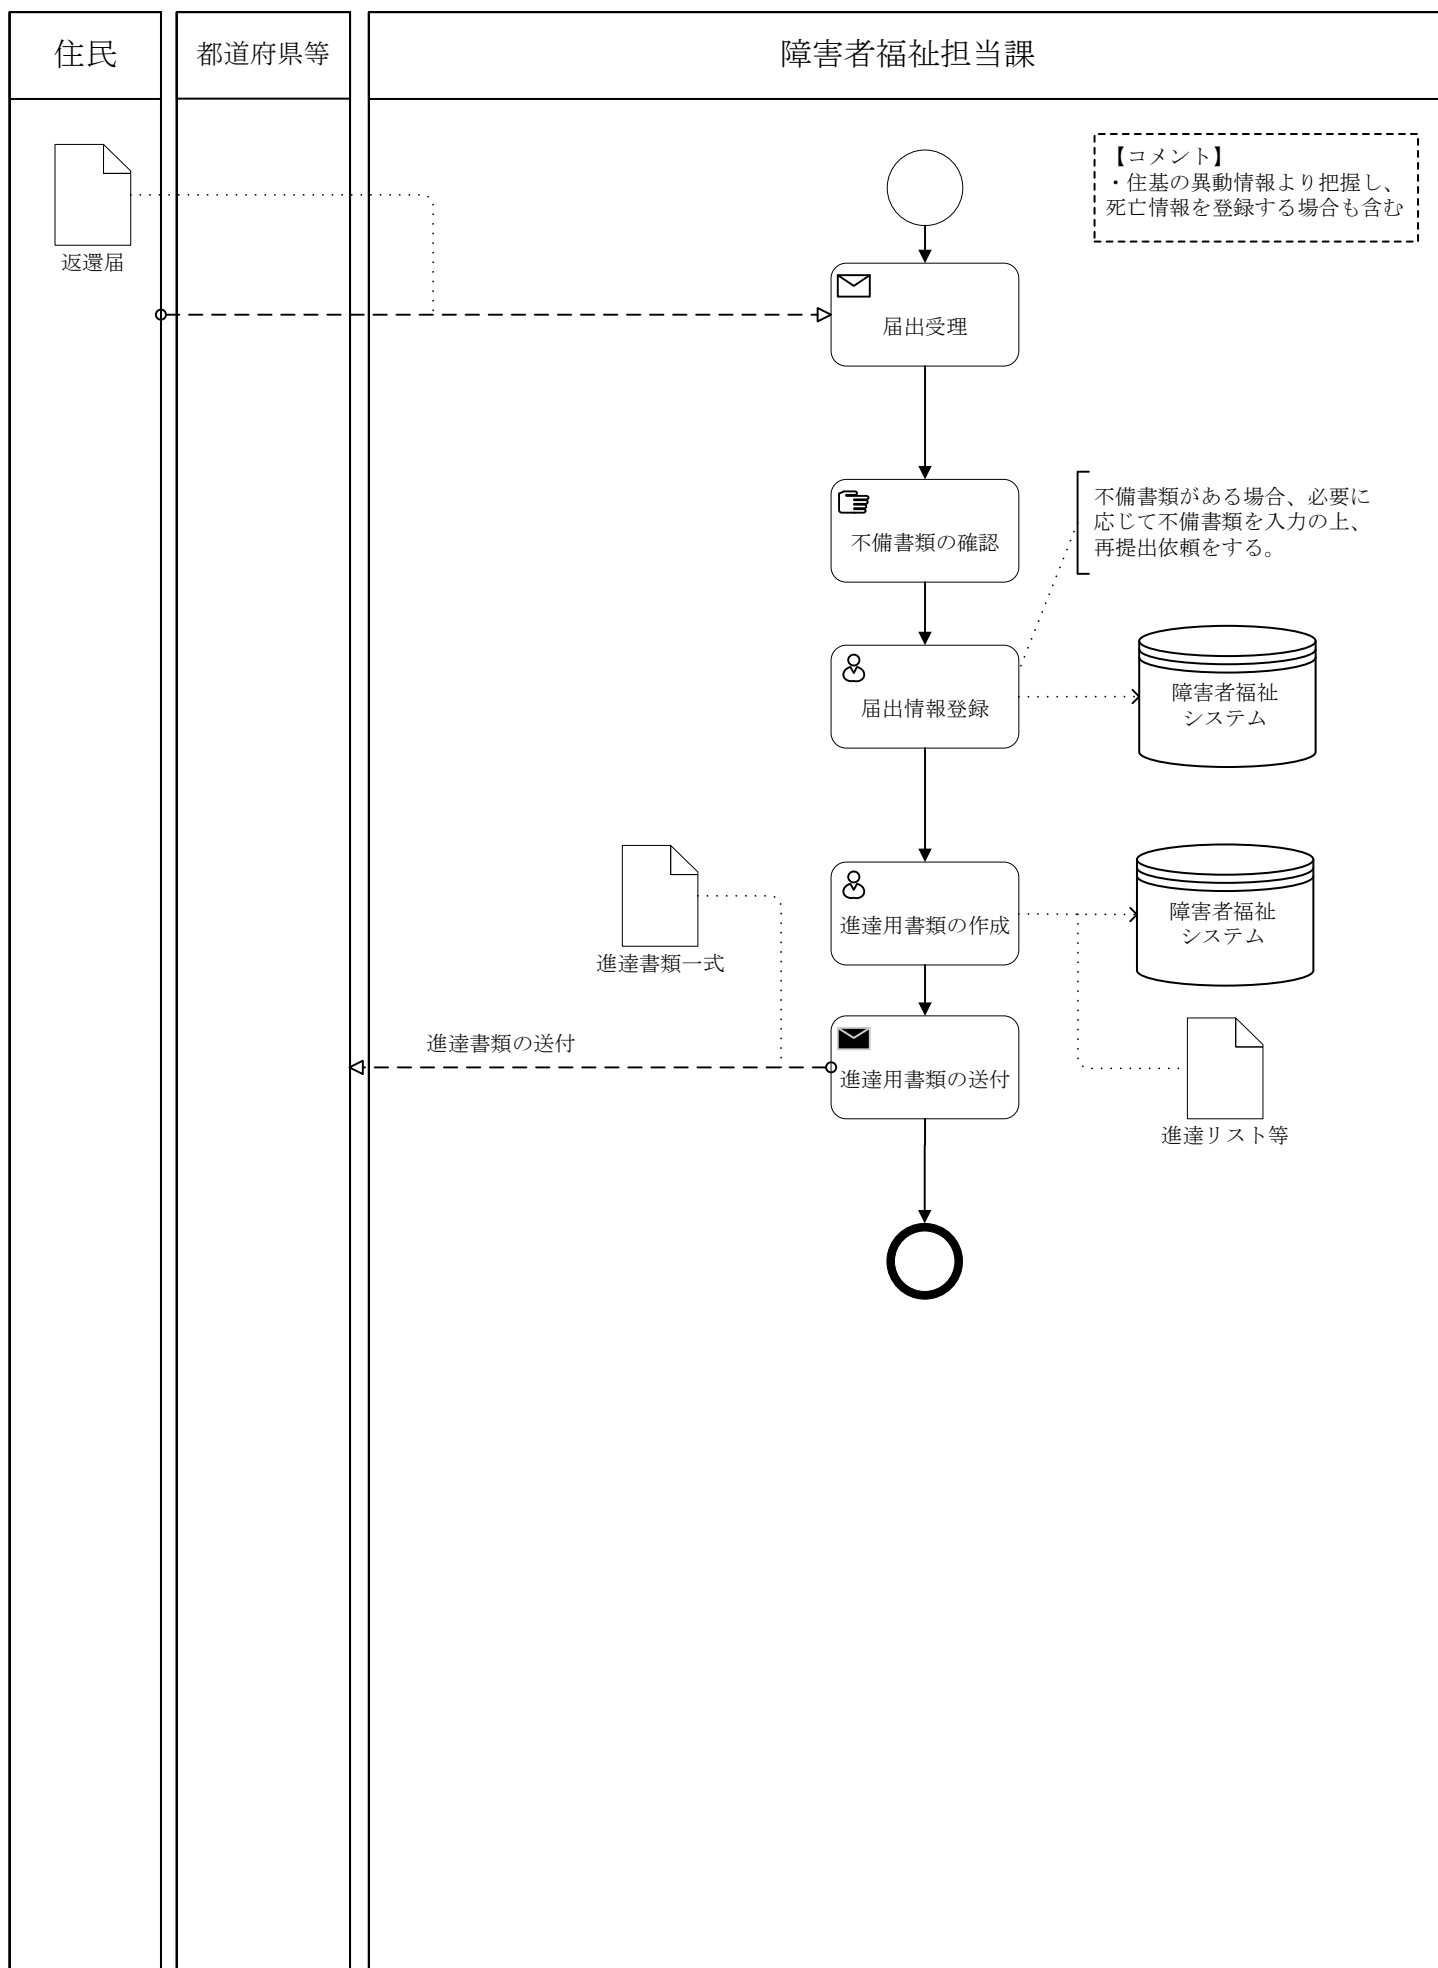 住民
都道府県等
障害者福祉担当課
返還届
【コメント】
・住基の異動情報より把握し、
死亡情報を登録する場合も含む
届出受理
不備書類の確認
不備書類がある場合、必要に
応じて不備書類を入力の上、
再提出依頼をする。
届出情報登録
障害者福祉
システム
進達書類一式
進達用書類の作成
障害者福祉
システム
進達書類の送付
進達用書類の送付
進達リスト等